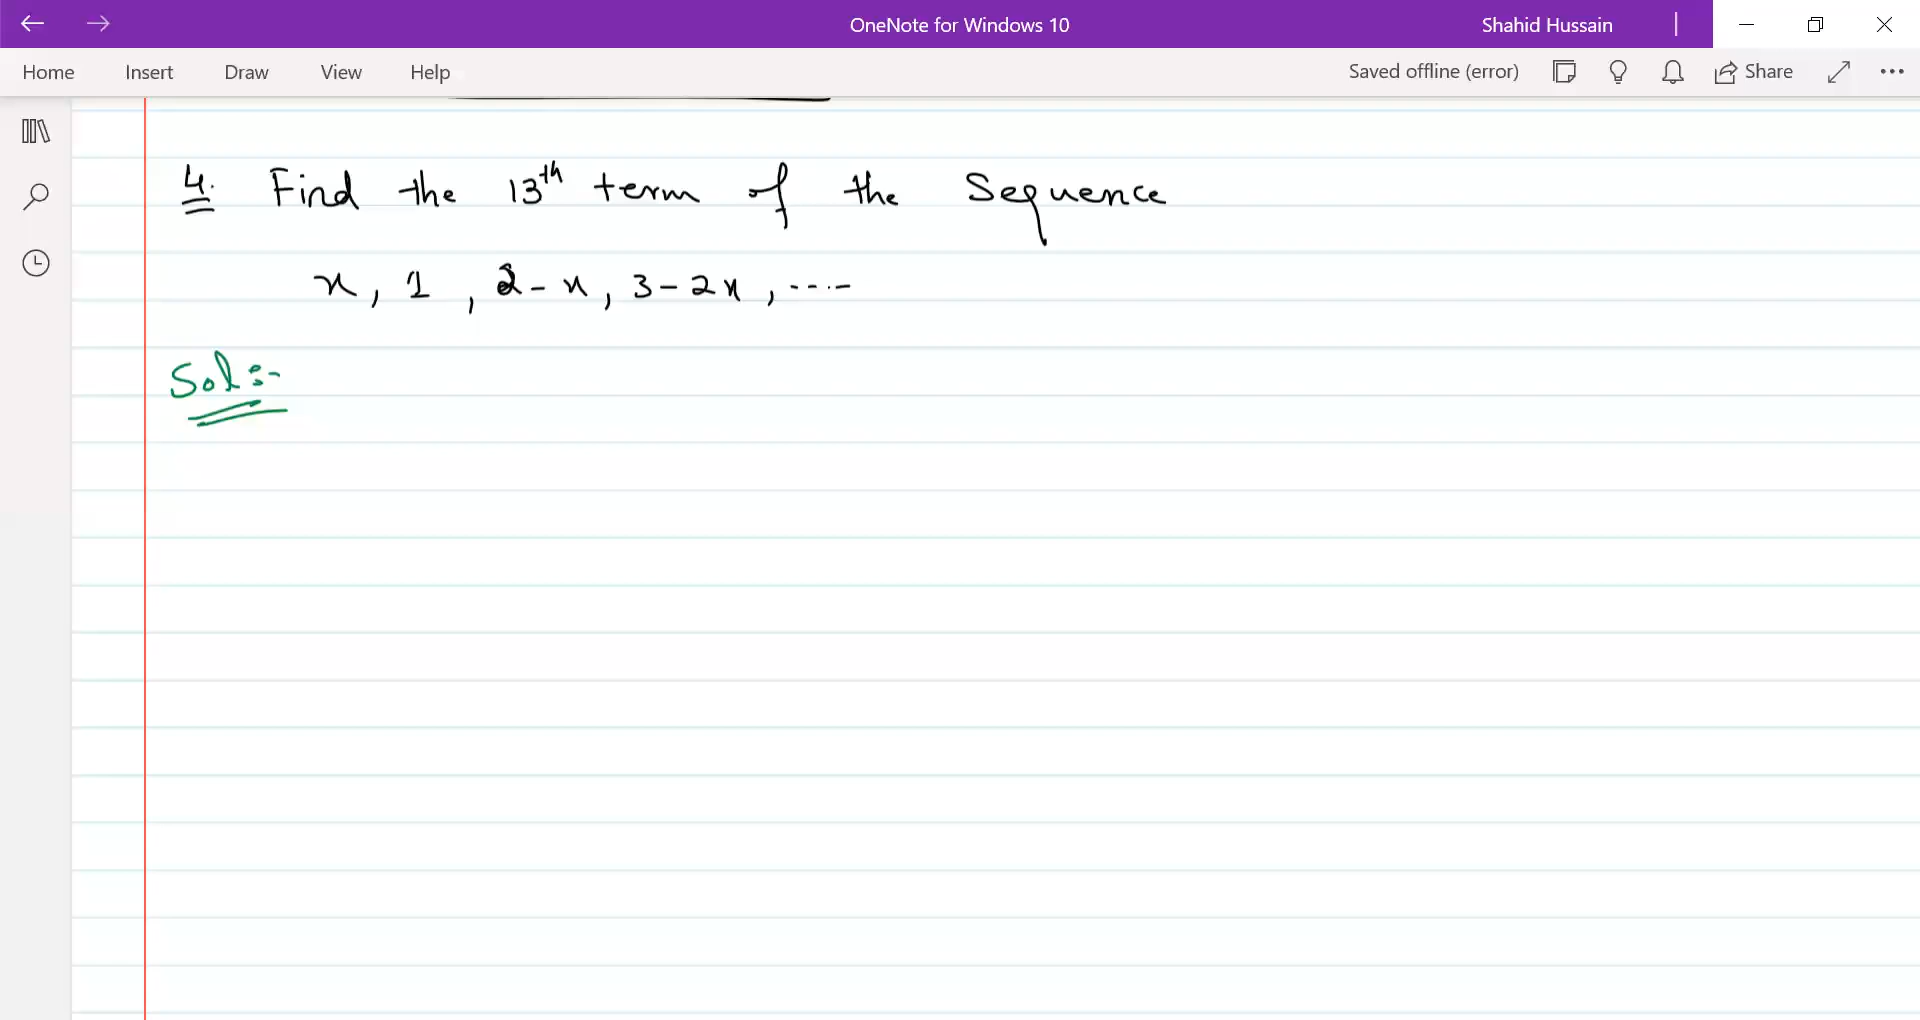 OneNote for Windows 10
Shahid Hussain
Home Insert Draw View Help
Saved offline (error) Share
4. Find the 13th term of the Sequence
x, 1, 2-x, 3-2x, ....
Sol:-